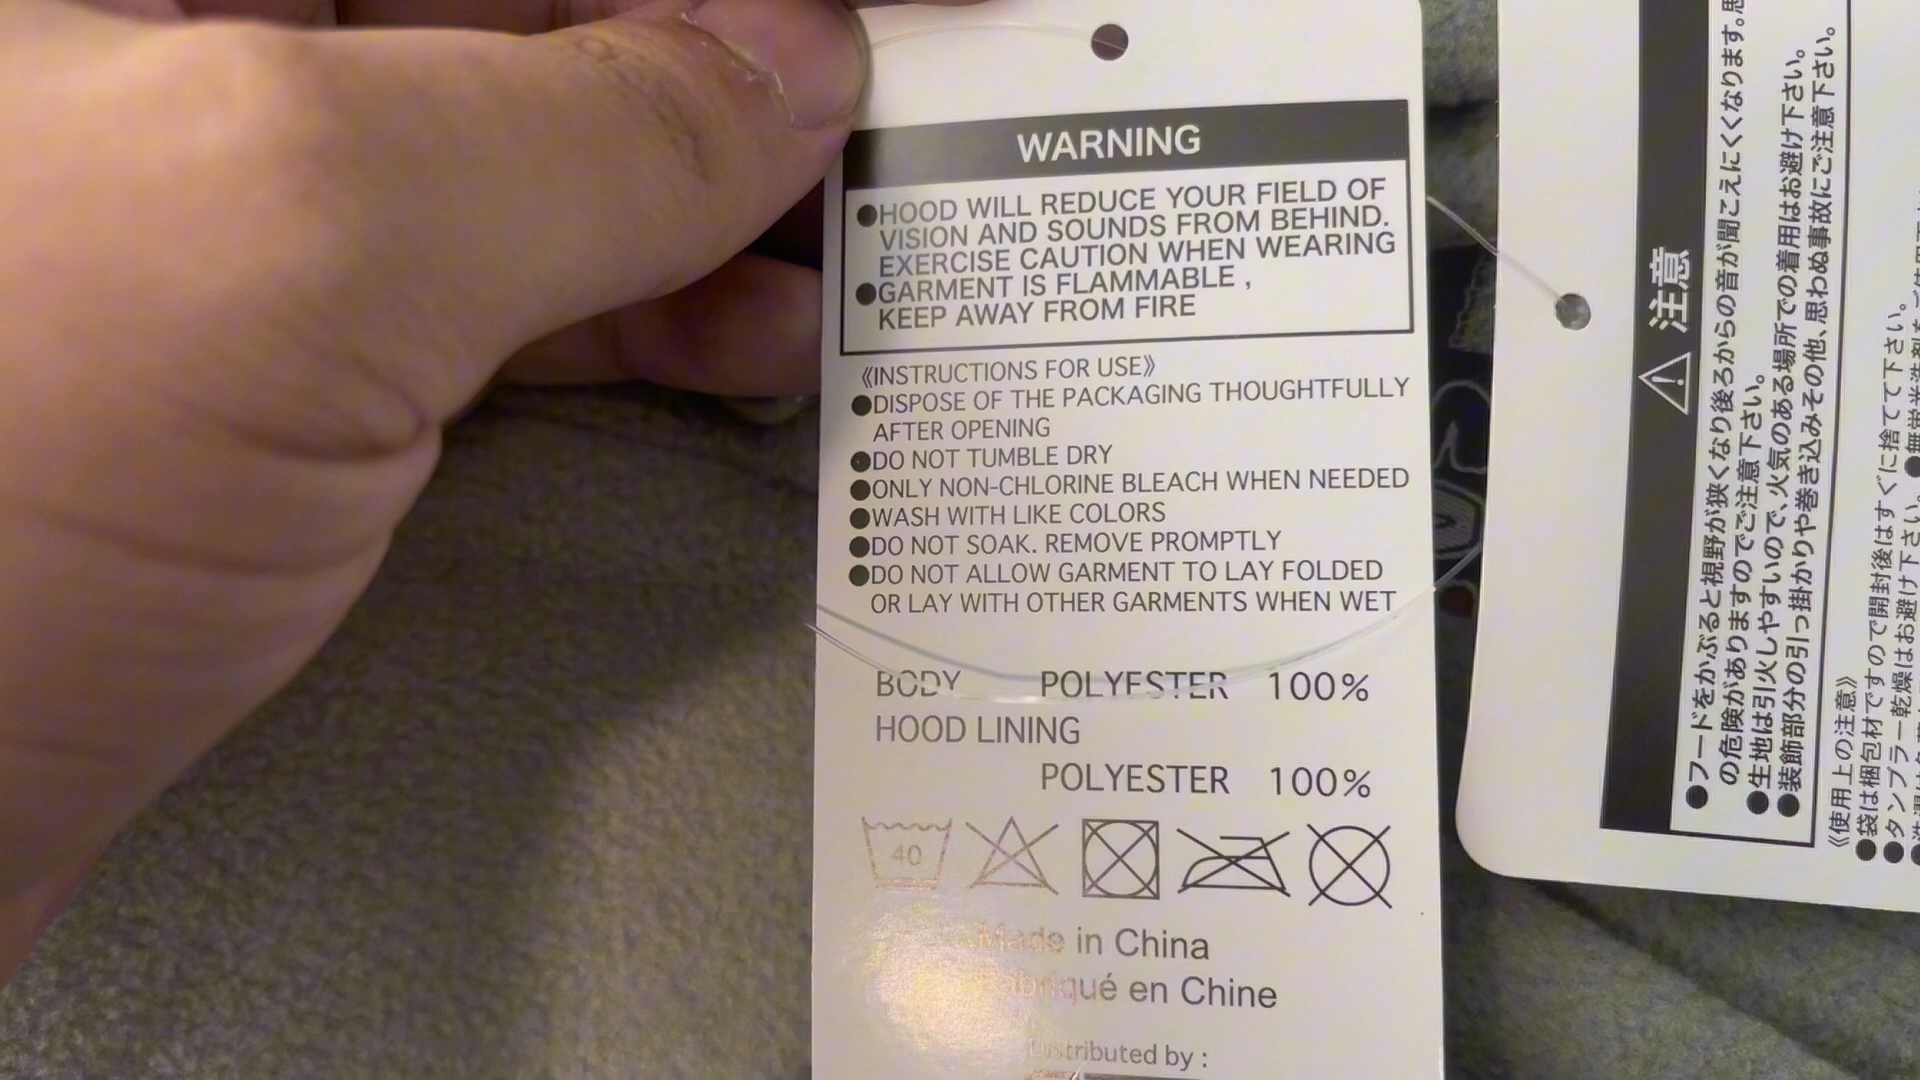 WARNING
●HOOD WILL REDUCE YOUR FIELD OF
VISION AND SOUNDS FROM BEHIND.
EXERCISE CAUTION WHEN WEARING
●GARMENT IS FLAMMABLE ,
KEEP AWAY FROM FIRE
《INSTRUCTIONS FOR USE》
●DISPOSE OF THE PACKAGING THOUGHTFULLY
AFTER OPENING
●DO NOT TUMBLE DRY
●ONLY NON-CHLORINE BLEACH WHEN NEEDED
●WASH WITH LIKE COLORS
●DO NOT SOAK. REMOVE PROMPTLY
●DO NOT ALLOW GARMENT TO LAY FOLDED
OR LAY WITH OTHER GARMENTS WHEN WET
BODY POLYESTER 100%
HOOD LINING
POLYESTER 100%
40
Made in China
Fabriqué en Chine
Distributed by :
注意
●フードをかぶると視野が狭くなり後ろからの音が聞こえにくくなります。思
の危険がありますのでご注意下さい。
●生地は引火しやすいので、火気のある場所での着用はお避け下さい。
●装飾部分の引っ掛かりや巻き込みその他、思わぬ事故にご注意下さい。
《使用上の注意》
●袋は梱包材ですので開封後はすぐに捨てて下さい。
●タンブラー乾燥はお避け下さい。